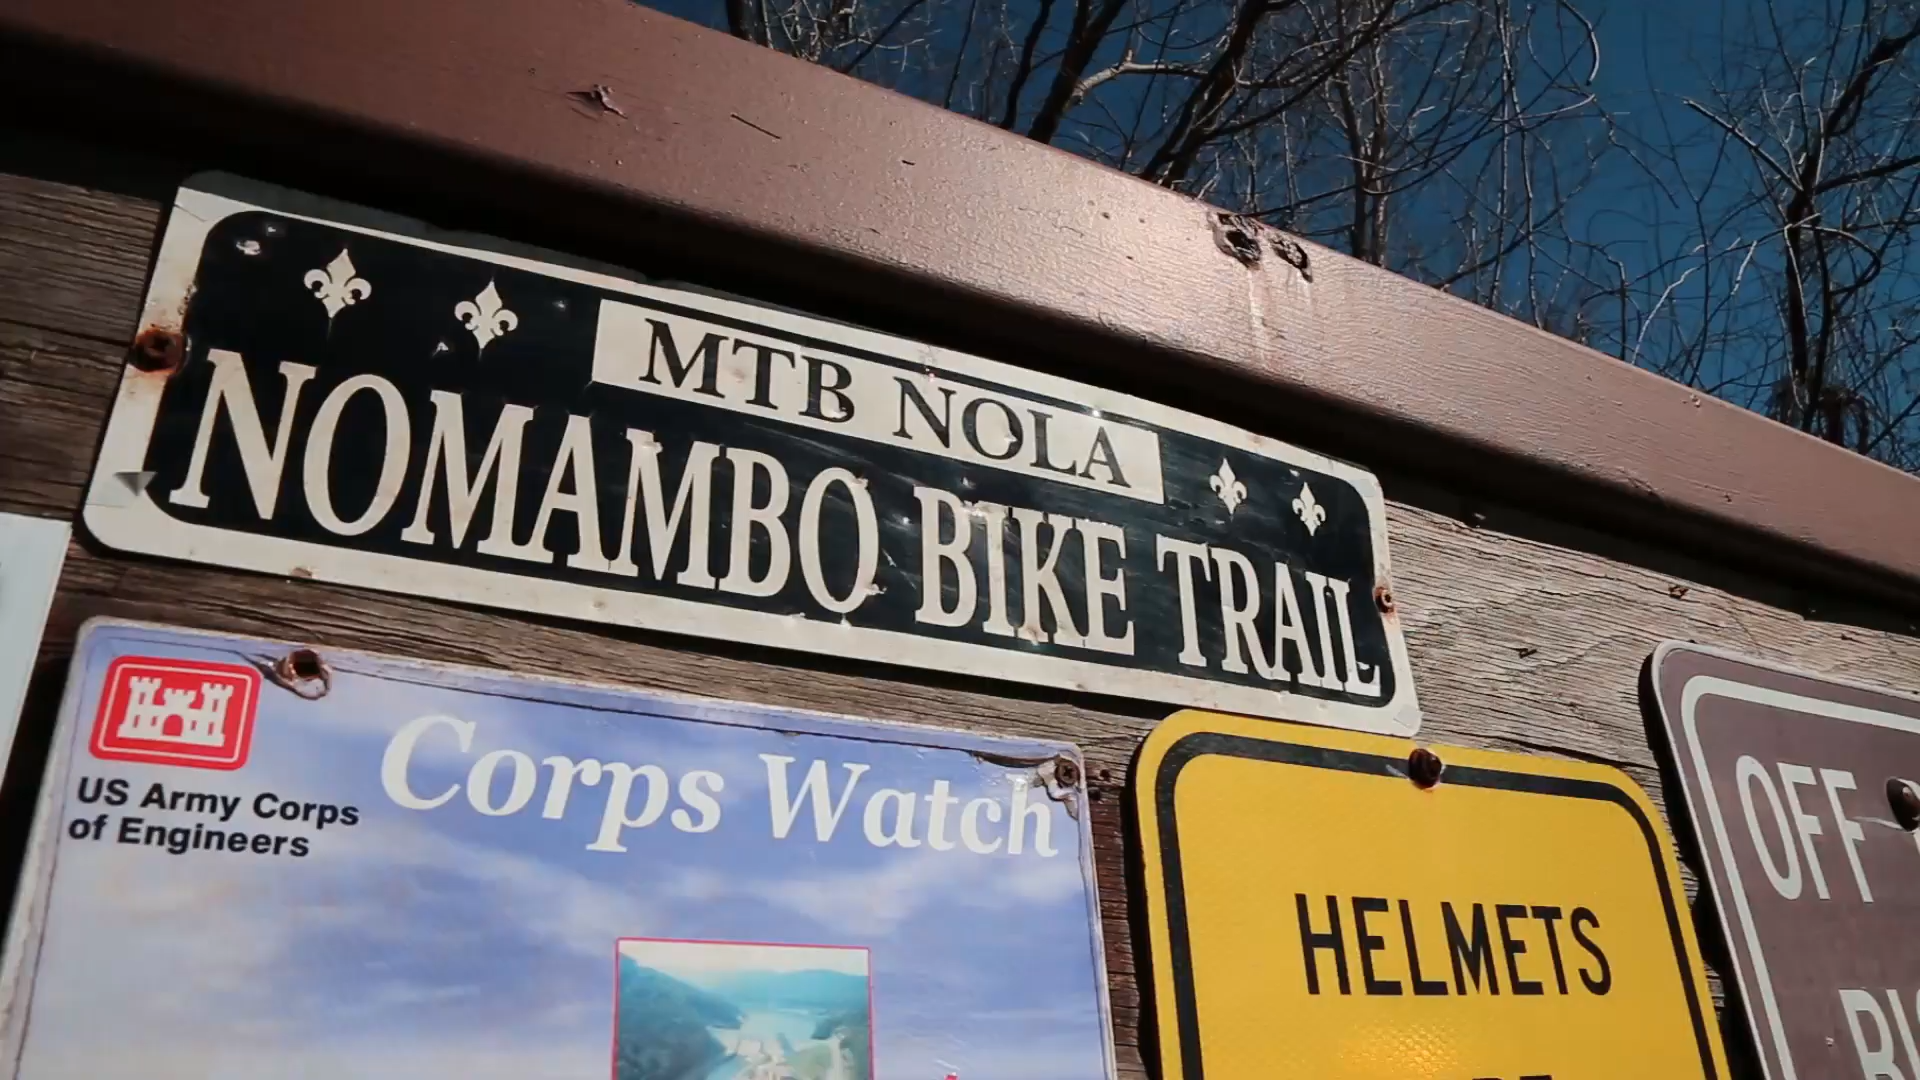 MTB NOLA
NOMAMBO BIKE TRAIL
US Army Corps
of Engineers
Corps Watch
HELMETS
OFF